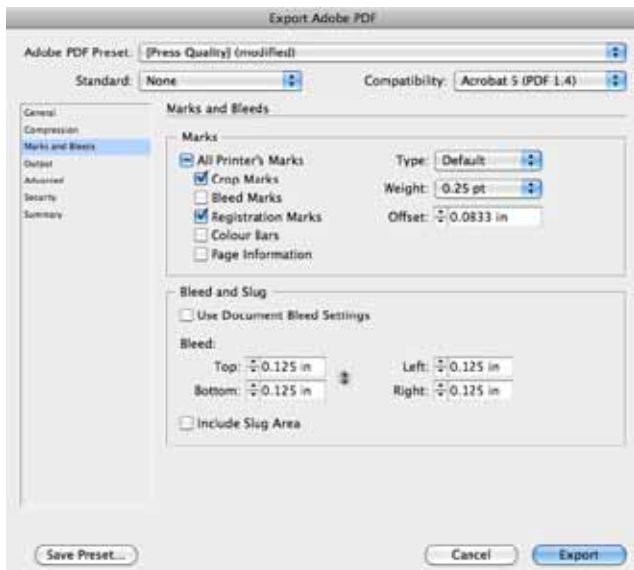 Export Adobe PDF
Adobe PDF Preset: [Press Quality] (modified)
Standard: None Compatibility: Acrobat 5 (PDF 1.4)
General
Compression
Marks and Bleeds
Output
Advanced
Security
Summary
Marks and Bleeds
Marks
All Printer's Marks
Crop Marks
Bleed Marks
Registration Marks
Colour Bars
Page Information
Type: Default
Weight: 0.25 pt
Offset: 0.0833 in
Bleed and Slug
Use Document Bleed Settings
Bleed:
Top: 0.125 in Left: 0.125 in
Bottom: 0.125 in Right: 0.125 in
Include Slug Area
Save Preset... Cancel Export